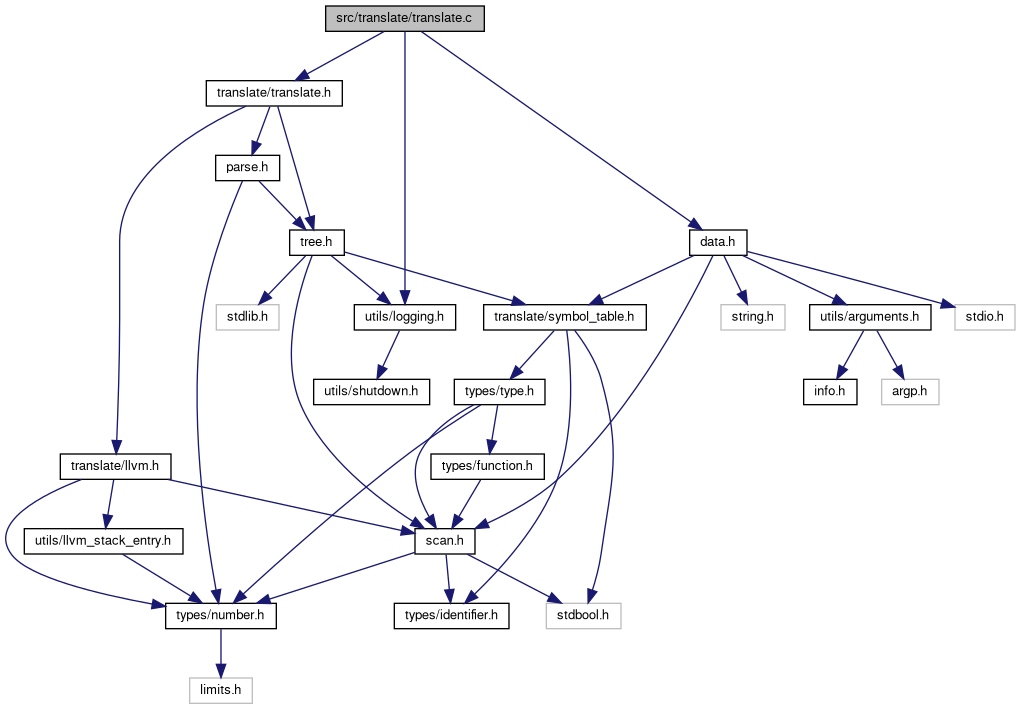 src/translate/translate.c
translate/translate.h
parse.h
tree.h
data.h
stdlib.h
utils/logging.h
translate/symbol_table.h
string.h
utils/arguments.h
stdio.h
utils/shutdown.h
types/type.h
info.h
argp.h
translate/llvm.h
types/function.h
utils/llvm_stack_entry.h
scan.h
types/number.h
types/identifier.h
stdbool.h
limits.h